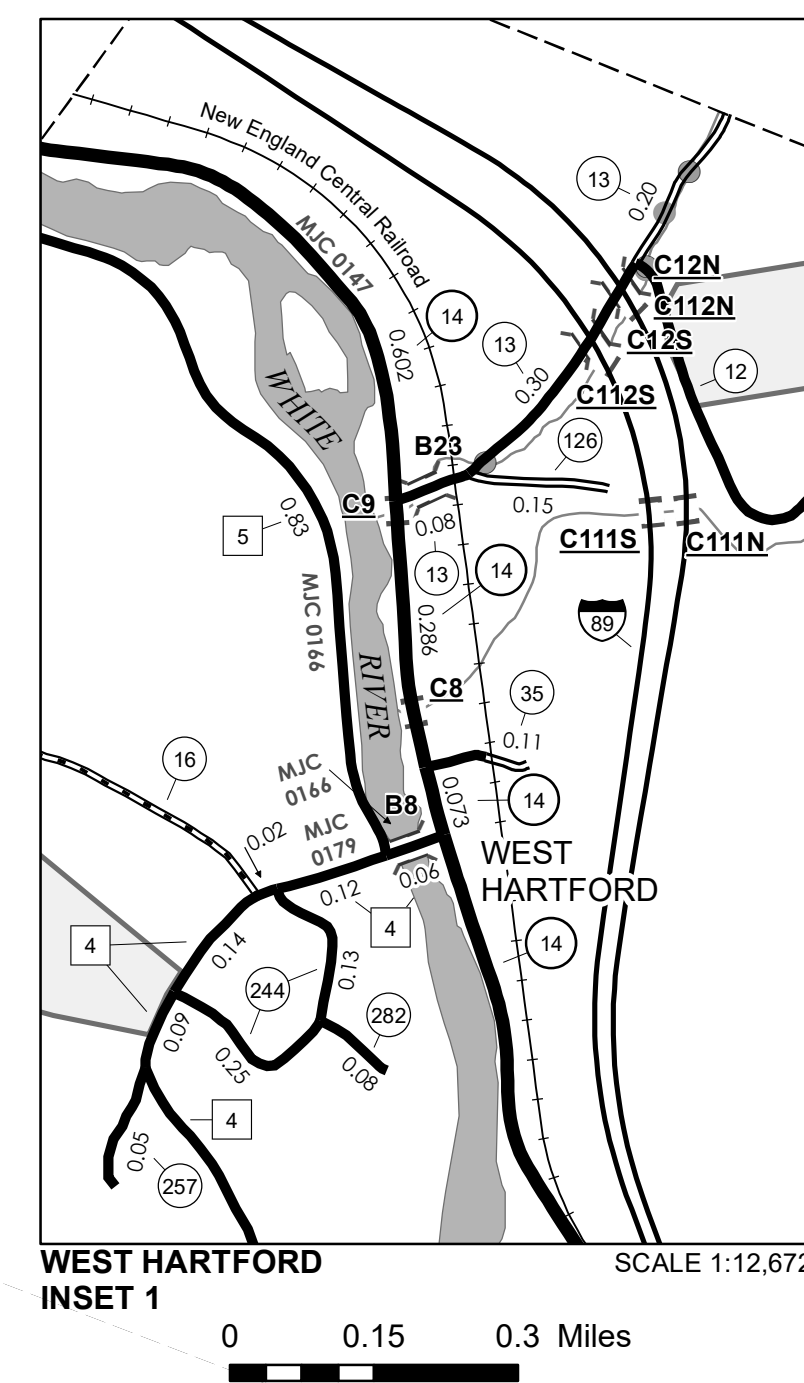 New England Central Railroad
13
0.20
MJC 0147
C12N
C112N
14
13
C12S
0.602
12
0.30
C112S
WHITE
B23
126
C9
0.15
0.83
0.08
5
C111S
C111N
13
14
MJC 0166
0.286
89
RIVER
C8
35
0.11
16
MJC
0166
14
B8
0.073
0.02
MJC
0179
WEST
HARTFORD
0.06
0.12
4
4
0.14
14
0.13
244
282
0.09
0.25
0.08
4
0.05
257
WEST HARTFORD
INSET 1
SCALE 1:12,672
0 0.15 0.3 Miles